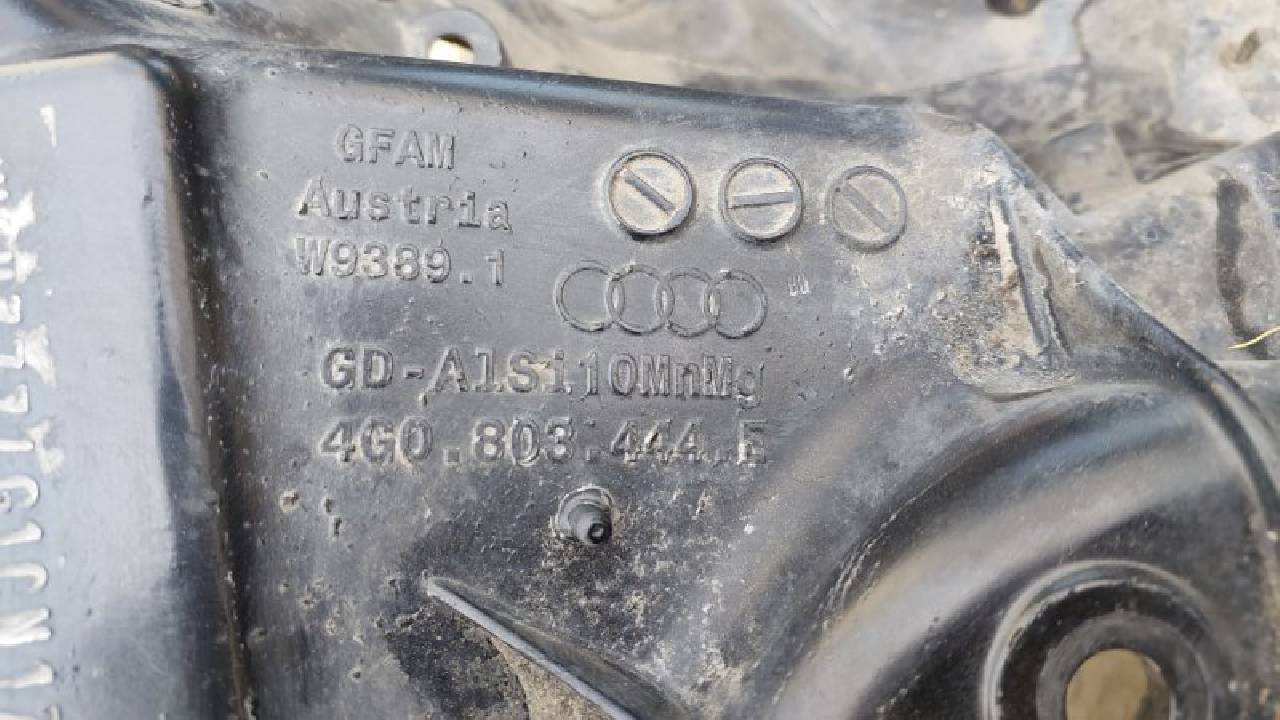 GFAM
Austria
W9389.1
GD-AlSi10MnMg
4G0.803.444.E